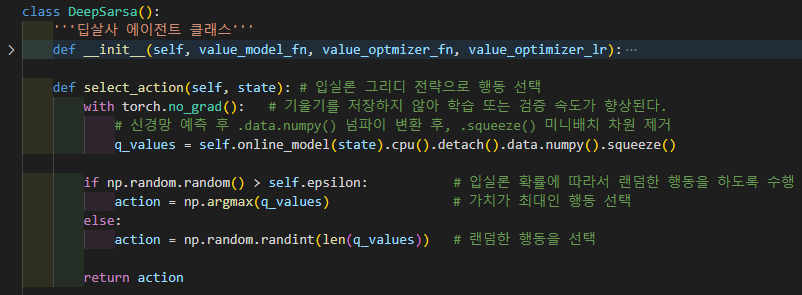 class DeepSarsa():
    '''딥살사 에이전트 클래스'''
    def __init__(self, value_model_fn, value_optmizer_fn, value_optimizer_lr):…
    def select_action(self, state): # 입실론 그리디 전략으로 행동 선택
        with torch.no_grad():   # 기울기를 저장하지 않아 학습 또는 검증 속도가 향상된다.
            # 신경망 예측 후 .data.numpy() 넘파이 변환 후, .squeeze() 미니배치 차원 제거
            q_values = self.online_model(state).cpu().detach().data.numpy().squeeze()
        if np.random.random() > self.epsilon:           # 입실론 확률에 따라서 랜덤한 행동을 하도록 수행
            action = np.argmax(q_values)                # 가치가 최대인 행동 선택
        else:
            action = np.random.randint(len(q_values))   # 랜덤한 행동을 선택
        return action